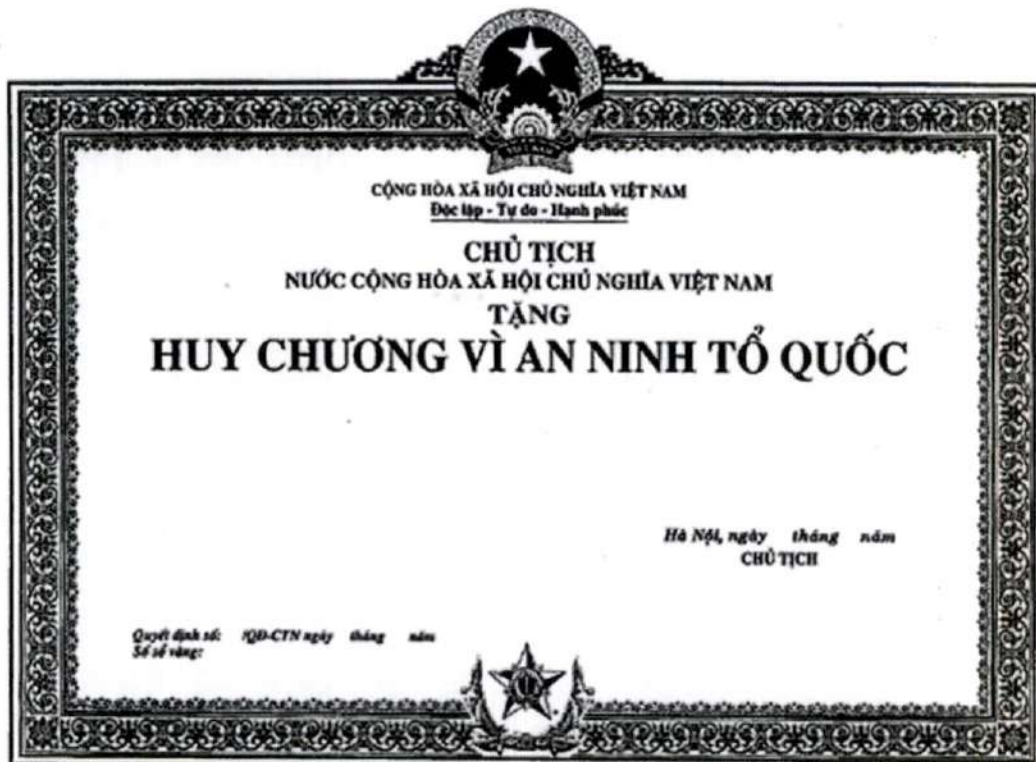 CỘNG HÒA XÃ HỘI CHỦ NGHĨA VIỆT NAM
Độc lập - Tự do - Hạnh phúc
CHỦ TỊCH
NƯỚC CỘNG HÒA XÃ HỘI CHỦ NGHĨA VIỆT NAM
TẶNG
HUY CHƯƠNG VÌ AN NINH TỔ QUỐC
Hà Nội, ngày tháng năm
CHỦ TỊCH
Quyết định số: /QĐ-CTN ngày tháng năm
Số sổ vàng: